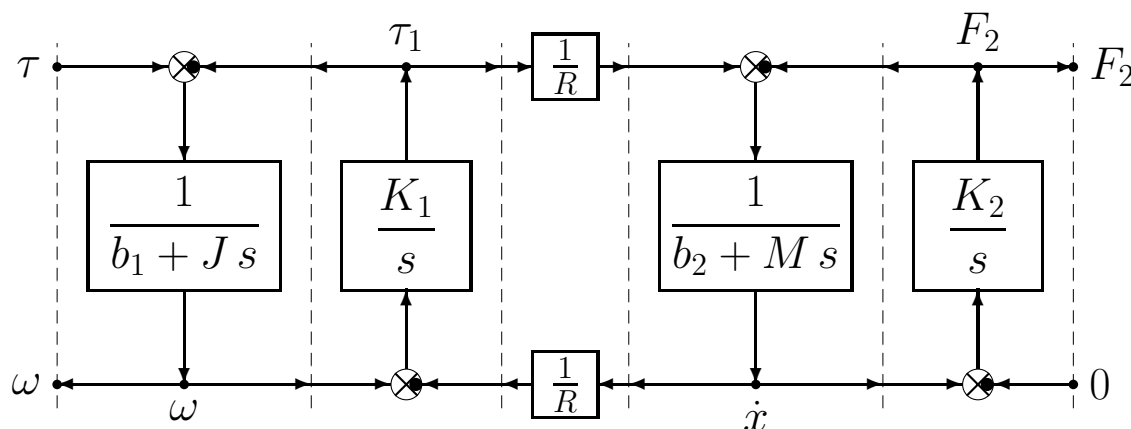 τ₁ F₂
τ 1/R F₂
1/(b₁ + J s) K₁/s 1/(b₂ + M s) K₂/s
ω 1/R 0
ω ẋ